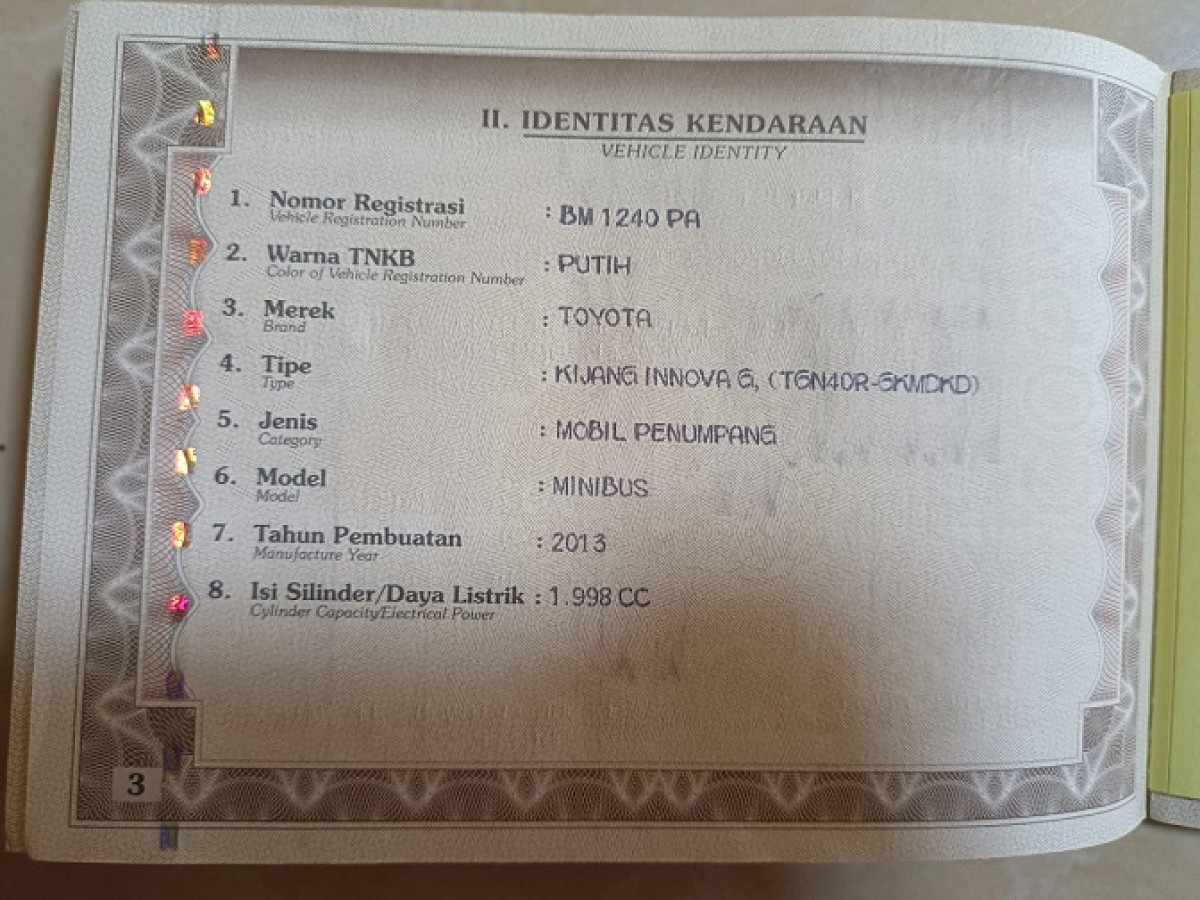 II. IDENTITAS KENDARAAN
VEHICLE IDENTITY
1. Nomor Registrasi : BM 1240 PA
Vehicle Registration Number
2. Warna TNKB : PUTIH
Color of Vehicle Registration Number
3. Merek : TOYOTA
Brand
4. Tipe : KIJANG INNOVA G, (TGN40R-GKMDKD)
Type
5. Jenis : MOBIL PENUMPANG
Category
6. Model : MINIBUS
Model
7. Tahun Pembuatan : 2013
Manufacture Year
8. Isi Silinder/Daya Listrik : 1.998 CC
Cylinder Capacity/Electrical Power
3